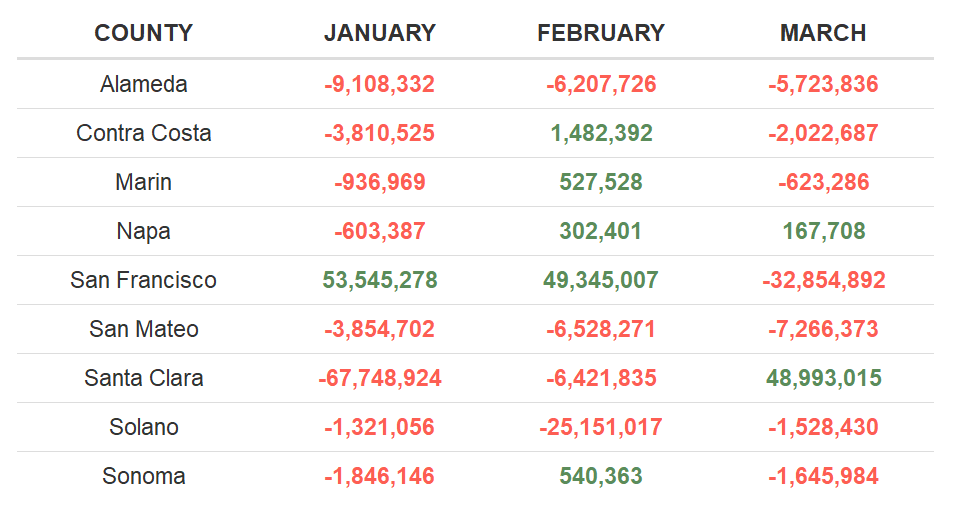 COUNTY JANUARY FEBRUARY MARCH
Alameda -9,108,332 -6,207,726 -5,723,836
Contra Costa -3,810,525 1,482,392 -2,022,687
Marin -936,969 527,528 -623,286
Napa -603,387 302,401 167,708
San Francisco 53,545,278 49,345,007 -32,854,892
San Mateo -3,854,702 -6,528,271 -7,266,373
Santa Clara -67,748,924 -6,421,835 48,993,015
Solano -1,321,056 -25,151,017 -1,528,430
Sonoma -1,846,146 540,363 -1,645,984